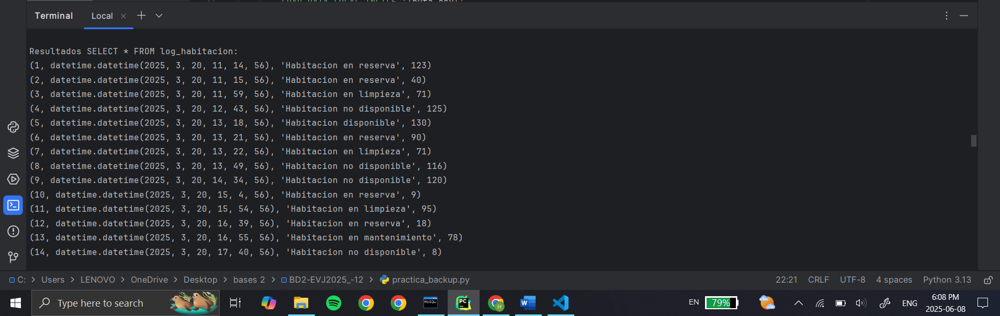 Terminal Local
Resultados SELECT * FROM log_habitacion:
(1, datetime.datetime(2025, 3, 20, 11, 14, 56), 'Habitacion en reserva', 123)
(2, datetime.datetime(2025, 3, 20, 11, 15, 56), 'Habitacion en reserva', 40)
(3, datetime.datetime(2025, 3, 20, 11, 59, 56), 'Habitacion en limpieza', 71)
(4, datetime.datetime(2025, 3, 20, 12, 43, 56), 'Habitacion no disponible', 125)
(5, datetime.datetime(2025, 3, 20, 13, 18, 56), 'Habitacion disponible', 130)
(6, datetime.datetime(2025, 3, 20, 13, 21, 56), 'Habitacion en reserva', 90)
(7, datetime.datetime(2025, 3, 20, 13, 22, 56), 'Habitacion en limpieza', 71)
(8, datetime.datetime(2025, 3, 20, 13, 49, 56), 'Habitacion no disponible', 116)
(9, datetime.datetime(2025, 3, 20, 14, 34, 56), 'Habitacion no disponible', 120)
(10, datetime.datetime(2025, 3, 20, 15, 4, 56), 'Habitacion en reserva', 9)
(11, datetime.datetime(2025, 3, 20, 15, 54, 56), 'Habitacion en limpieza', 95)
(12, datetime.datetime(2025, 3, 20, 16, 39, 56), 'Habitacion en reserva', 18)
(13, datetime.datetime(2025, 3, 20, 16, 55, 56), 'Habitacion en mantenimiento', 78)
(14, datetime.datetime(2025, 3, 20, 17, 40, 56), 'Habitacion no disponible', 8)
C: > Users > LENOVO > OneDrive > Desktop > bases 2 > BD2-EVJ2025_-12 > practica_backup.py 22:21 CRLF UTF-8 4 spaces Python 3.13
Type here to search MySQL> PC H W EN 79% ENG 6:08 PM
2025-06-08